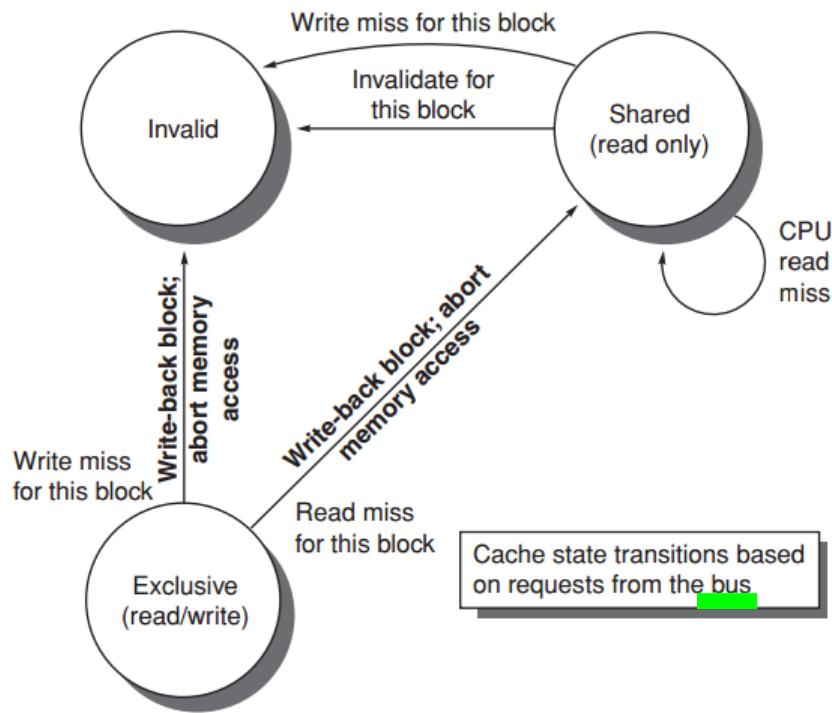 Write miss for this block
Invalidate for
this block
Invalid
Shared
(read only)
CPU
read
miss
Write-back block;
abort memory
access
Write-back block; abort
memory access
Write miss
for this block
Read miss
for this block
Exclusive
(read/write)
Cache state transitions based
on requests from the bus